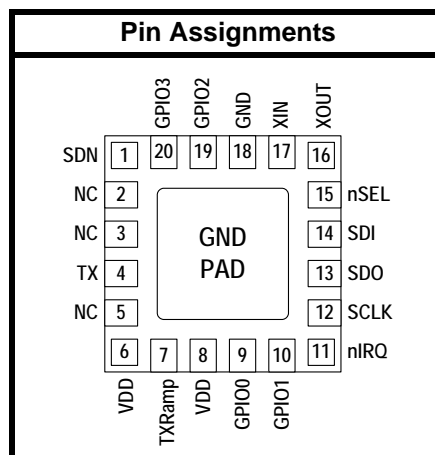 Pin Assignments
GPIO3
GPIO2
GND
XIN
XOUT
20
19
18
17
16
SDN
1
15
nSEL
NC
2
14
SDI
NC
3
GND
PAD
13
SDO
TX
4
12
SCLK
NC
5
11
nIRQ
6
7
8
9
10
VDD
TXRamp
VDD
GPIO0
GPIO1